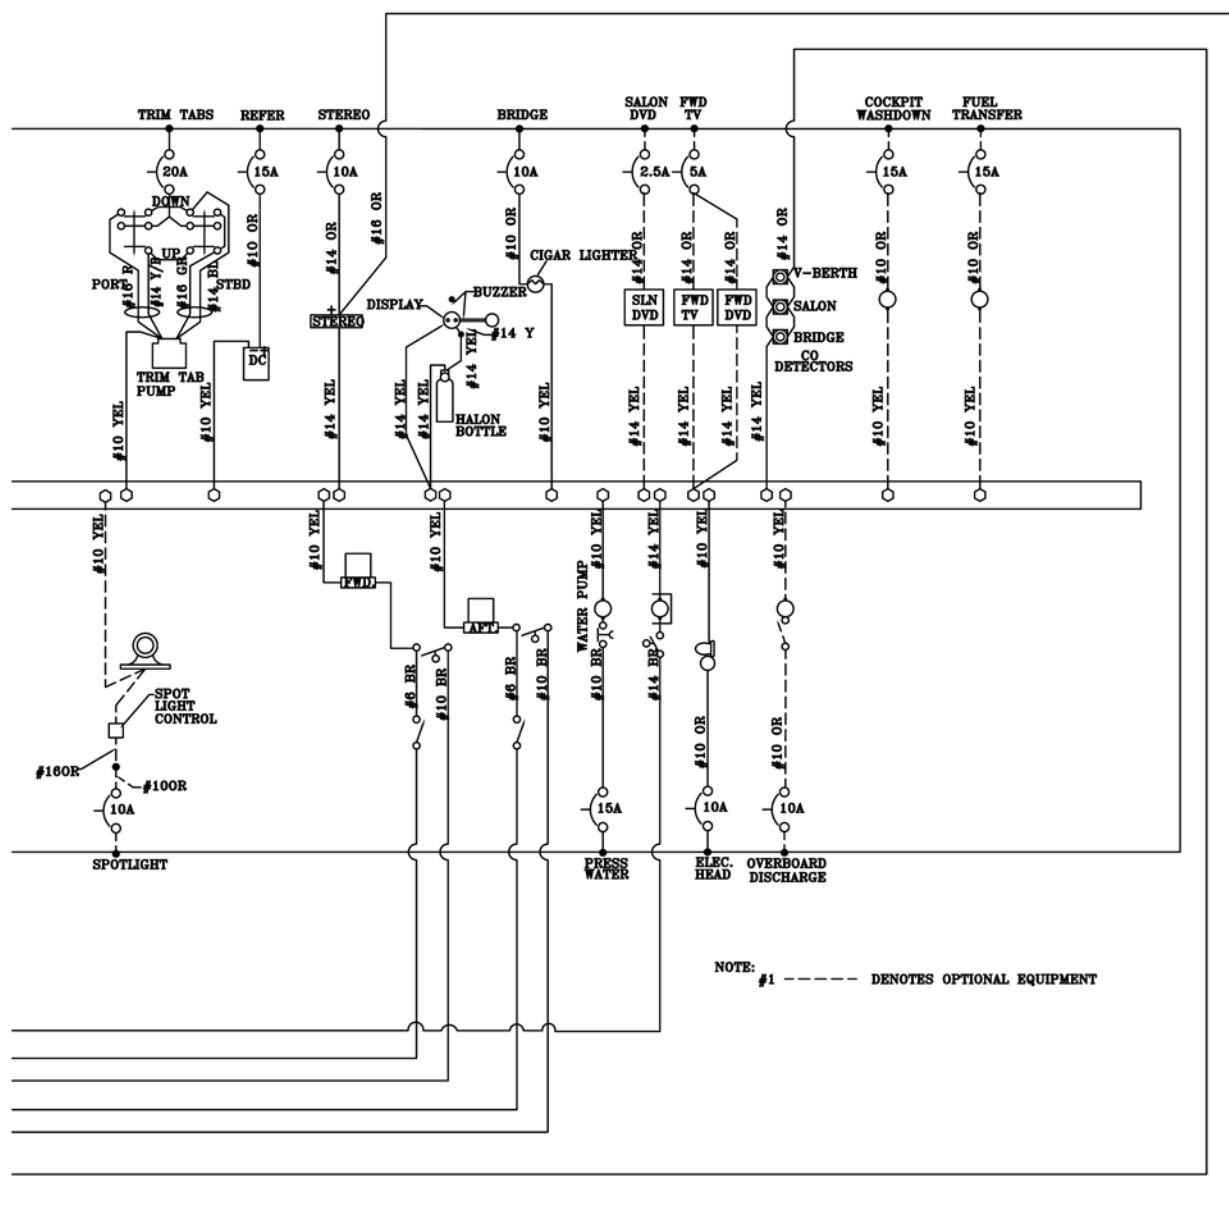 TRIM TABS
REFER
STEREO
BRIDGE
SALON
DVD
FWD
TV
COCKPIT
WASHDOWN
FUEL
TRANSFER
20A
15A
10A
10A
2.5A
5A
15A
15A
DOWN
UP
PORT
STBD
#16 R
#14 Y/B
#16 GR
#14 BL
#10 OR
#14 OR
#16 OR
#10 OR
#14 OR
#14 OR
#14 OR
#14 OR
#10 OR
#10 OR
CIGAR LIGHTER
BUZZER
DISPLAY
#14 Y
#14 YEL
+
STEREO
DC
TRIM TAB
PUMP
HALON
BOTTLE
SLN
DVD
FWD
TV
FWD
DVD
V-BERTH
SALON
BRIDGE
CO
DETECTORS
#10 YEL
#10 YEL
#14 YEL
#14 YEL
#14 YEL
#10 YEL
#14 YEL
#14 YEL
#14 YEL
#14 YEL
#10 YEL
#10 YEL
#10 YEL
#10 YEL
#10 YEL
#10 YEL
#14 YEL
#10 YEL
#10 YEL
FWD.
AFT.
WATER PUMP
#6 BR
#10 BR
#6 BR
#10 BR
#10 BR
#14 BR
#10 OR
#10 OR
SPOT
LIGHT
CONTROL
#16OR
#10OR
10A
15A
10A
10A
SPOTLIGHT
PRESS
WATER
ELEC.
HEAD
OVERBOARD
DISCHARGE
NOTE:
#1 ------ DENOTES OPTIONAL EQUIPMENT